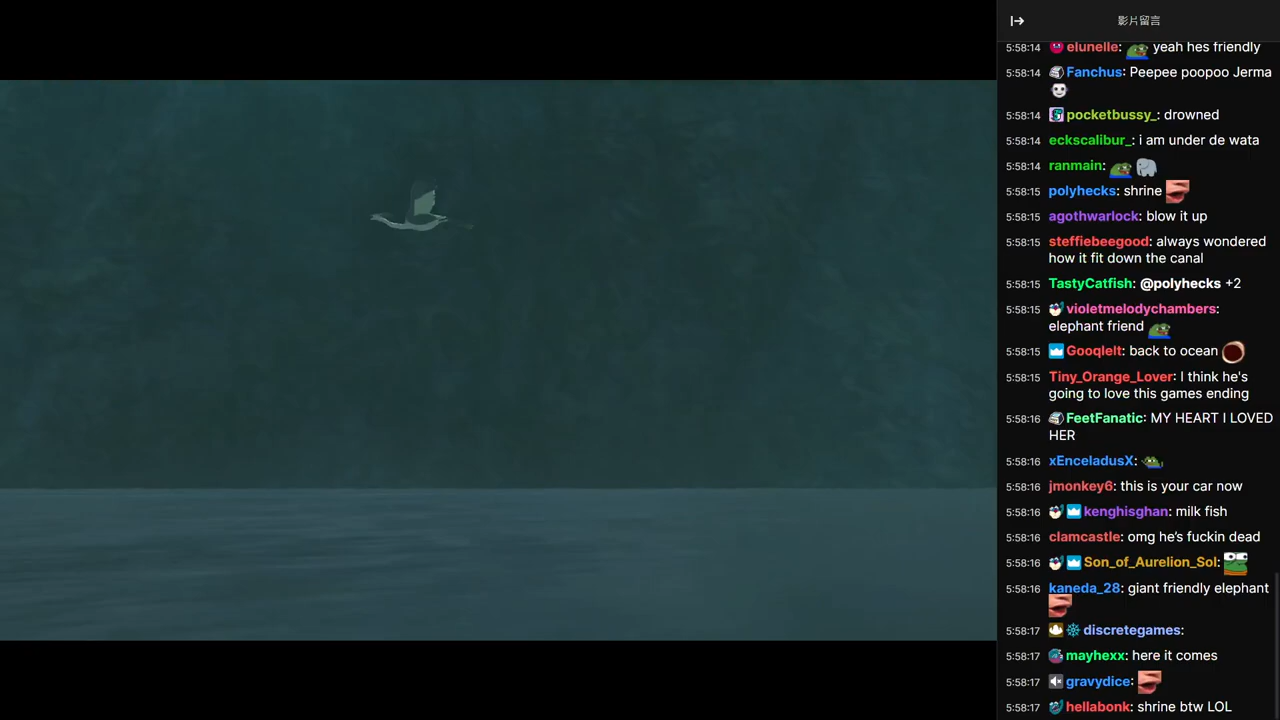 影片留言
5:58:14 elunelle: yeah hes friendly
5:58:14 Fanchus: Peepee poopoo Jerma
5:58:14 pocketbussy_: drowned
5:58:14 eckscalibur_: i am under de wata
5:58:14 ranmain:
5:58:15 polyhecks: shrine
5:58:15 agothwarlock: blow it up
5:58:15 steffiebeegood: always wondered
how it fit down the canal
5:58:15 TastyCatfish: @polyhecks +2
5:58:15 violetmelodychambers:
elephant friend
5:58:15 Gooqlelt: back to ocean
5:58:15 Tiny_Orange_Lover: I think he's
going to love this games ending
5:58:16 FeetFanatic: MY HEART I LOVED
HER
5:58:16 xEnceladusX:
5:58:16 jmonkey6: this is your car now
5:58:16 kenghisghan: milk fish
5:58:16 clamcastle: omg he's fuckin dead
5:58:16 Son_of_Aurelion_Sol:
5:58:16 kaneda_28: giant friendly elephant
5:58:17 discretegames:
5:58:17 mayhexx: here it comes
5:58:17 gravydice:
5:58:17 hellabonk: shrine btw LOL